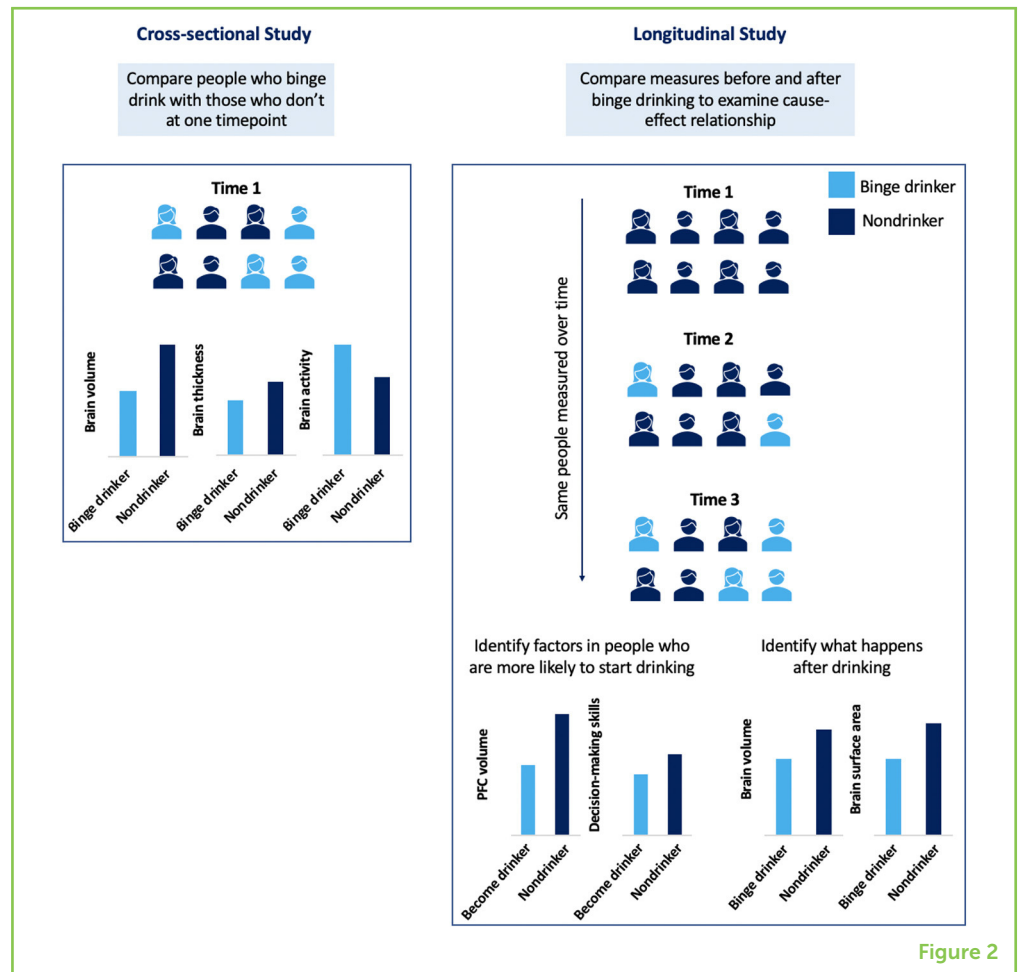 Cross-sectional Study
Compare people who binge
drink with those who don't
at one timepoint
Time 1
Brain volume
Binge drinker
Nondrinker
Brain thickness
Binge drinker
Nondrinker
Brain activity
Binge drinker
Nondrinker
Longitudinal Study
Compare measures before and after
binge drinking to examine cause-
effect relationship
Binge drinker
Nondrinker
Same people measured over time
Time 1
Time 2
Time 3
Identify factors in people who
are more likely to start drinking
PFC volume
Become drinker
Nondrinker
Decision-making skills
Become drinker
Nondrinker
Identify what happens
after drinking
Brain volume
Binge drinker
Nondrinker
Brain surface area
Binge drinker
Nondrinker
Figure 2